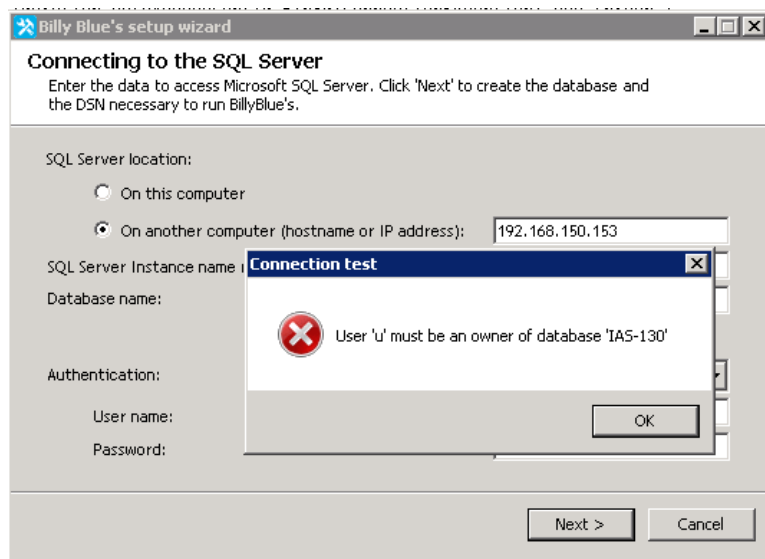 Billy Blue's setup wizard
Connecting to the SQL Server
Enter the data to access Microsoft SQL Server. Click 'Next' to create the database and
the DSN necessary to run BillyBlue's.
SQL Server location:
On this computer
On another computer (hostname or IP address): 192.168.150.153
SQL Server Instance name
Connection test
Database name:
User 'u' must be an owner of database 'IAS-130'
Authentication:
User name:
OK
Password:
Next > Cancel